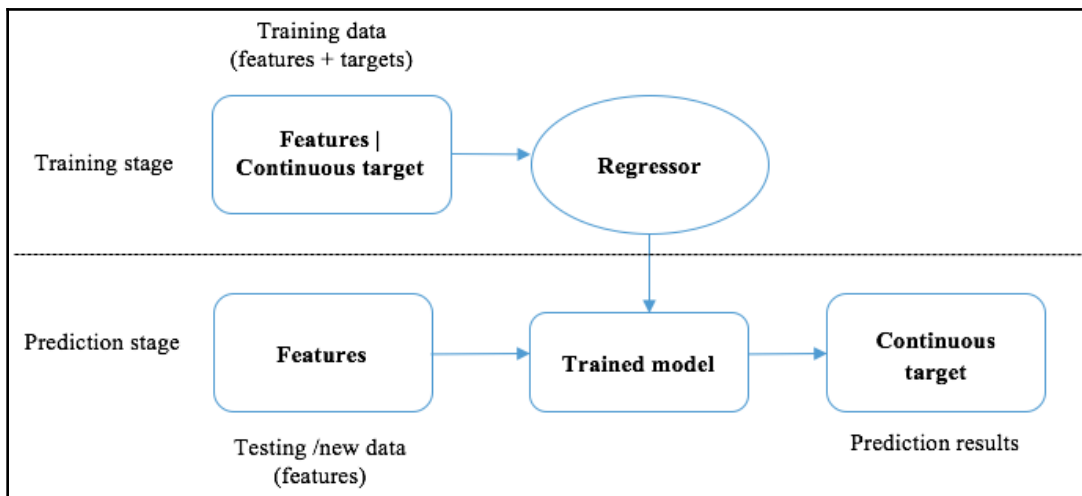 Training data
(features + targets)
Features |
Continuous target
Training stage
Regressor
Prediction stage
Features
Trained model
Continuous
target
Testing /new data
(features)
Prediction results